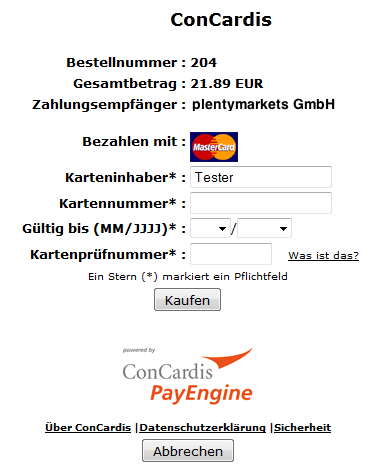 ConCardis
Bestellnummer : 204
Gesamtbetrag : 21.89 EUR
Zahlungsempfänger : plentymarkets GmbH
Bezahlen mit : MasterCard
Karteninhaber* : Tester
Kartennummer* :
Gültig bis (MM/JJJJ)* : /
Kartenprüfnummer* : Was ist das?
Ein Stern (*) markiert ein Pflichtfeld
Kaufen
powered by
ConCardis
PayEngine
Über ConCardis |Datenschutzerklärung |Sicherheit
Abbrechen